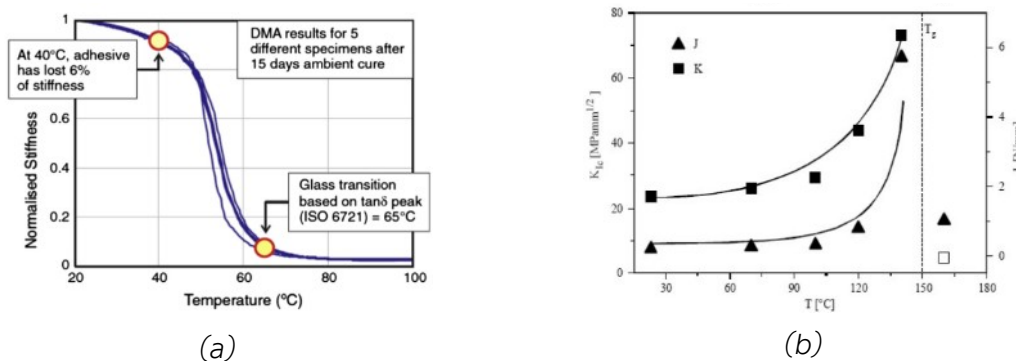 1
0.6
0.4
0.2
0
Normalised Stiffness
At 40°C, adhesive
has lost 6%
of stiffness
DMA results for 5
different specimens after
15 days ambient cure
Glass transition
based on tanδ peak
(ISO 6721) = 65°C
20 40 60 80 100
Temperature (ºC)
(a)
80
60
40
20
0
K_Ic [MPamm^1/2]
J
K
T_g
6
4
2
0
30 60 90 120 150 180
T [°C]
(b)